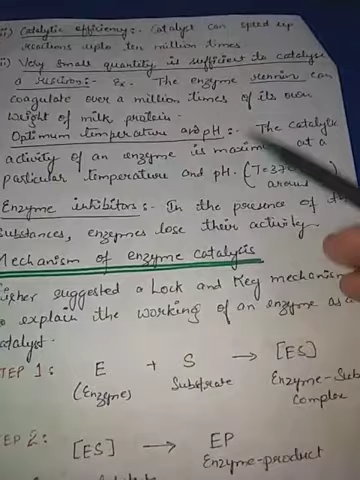 ii) Catalytic efficiency:- Catalyst can speed up
reactions upto ten million times
ii) Very small quantity is sufficient to catalyse
a reaction:- Ex. The enzyme rennin can
coagulate over a million times of its own
weight of milk protein.
Optimum temperature and pH:- The catalytic
activity of an enzyme is maximum at a
particular temperature and pH. (T=37
around
Enzyme inhibitors:- In the presence of
substances, enzymes lose their activity.
Mechanism of enzyme catalysis
suggested a Lock and Key mechanism
explain the working of an enzyme as a
catalyst.
STEP 1: E + S → [ES]
(Enzyme) Substrate Enzyme-Sub
Complex
STEP 2: [ES] → EP
Enzyme-product